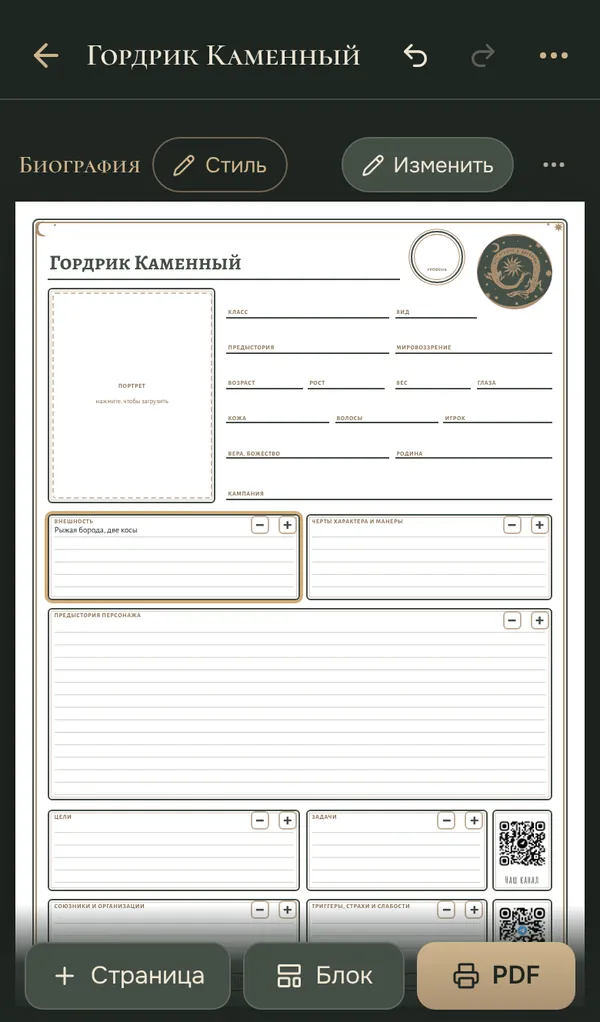 Гордрик Каменный
Биография
Стиль
Изменить
Гордрик Каменный
УРОВЕНЬ
КЛАСС
ВИД
ПРЕДЫСТОРИЯ
МИРОВОЗЗРЕНИЕ
ВОЗРАСТ
РОСТ
ВЕС
ГЛАЗА
КОЖА
ВОЛОСЫ
ИГРОК
ВЕРА, БОЖЕСТВО
РОДИНА
КАМПАНИЯ
ПОРТРЕТ
нажмите, чтобы загрузить
ВНЕШНОСТЬ
Рыжая борода, две косы
ЧЕРТЫ ХАРАКТЕРА И МАНЕРЫ
ПРЕДЫСТОРИЯ ПЕРСОНАЖА
ЦЕЛИ
ЗАДАЧИ
НАШ КАНАЛ
СОЮЗНИКИ И ОРГАНИЗАЦИИ
ТРИГГЕРЫ, СТРАХИ И СЛАБОСТИ
Страница
Блок
PDF